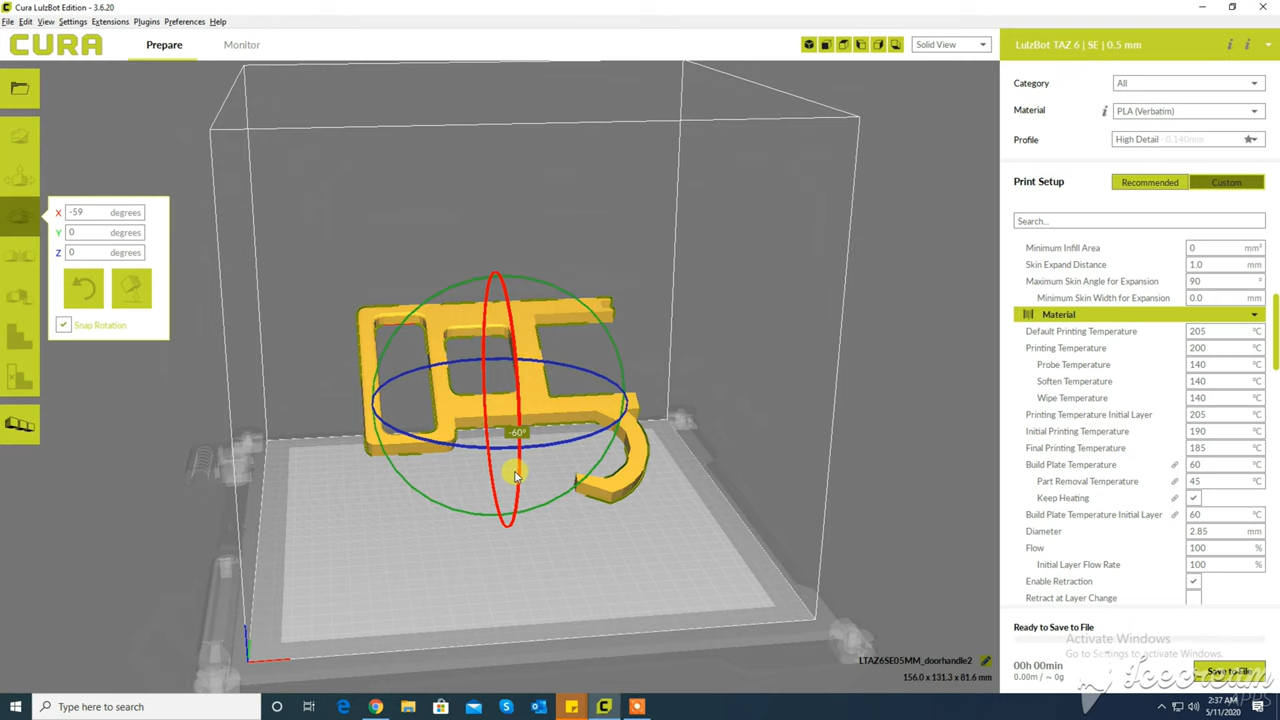 Cura LulzBot Edition - 3.6.20
File Edit View Settings Extensions Plugins Preferences Help
CURA
Prepare
Monitor
Solid View
LulzBot TAZ 6 | SE | 0.5 mm
Category
All
Material
PLA (Verbatim)
Profile
High Detail - 0.140mm
Print Setup
Recommended
Custom
Search...
X
-59
degrees
Y
0
degrees
Z
0
degrees
Snap Rotation
-60°
Minimum Infill Area
0
mm²
Skin Expand Distance
1.0
mm
Maximum Skin Angle for Expansion
90
°
Minimum Skin Width for Expansion
0.0
mm
Material
Default Printing Temperature
205
°C
Printing Temperature
200
°C
Probe Temperature
140
°C
Soften Temperature
140
°C
Wipe Temperature
140
°C
Printing Temperature Initial Layer
205
°C
Initial Printing Temperature
190
°C
Final Printing Temperature
185
°C
Build Plate Temperature
60
°C
Part Removal Temperature
45
°C
Keep Heating
Build Plate Temperature Initial Layer
60
°C
Diameter
2.85
mm
Flow
100
%
Initial Layer Flow Rate
100
%
Enable Retraction
Retract at Layer Change
Ready to Save to File
Activate Windows
Go to Settings to activate Windows.
00h 00min
0.00m / ~ 0g
Save to File
Icecream
APPS
LTAZ6SE05MM_doorhandle2
156.0 x 131.3 x 81.6 mm
Type here to search
2:37 AM
5/11/2020